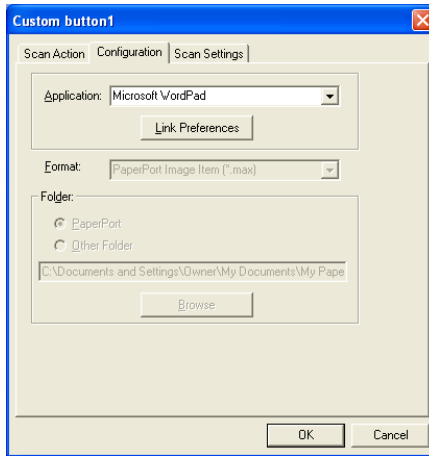 Custom button1
Scan Action Configuration Scan Settings
Application: Microsoft WordPad
Link Preferences
Format: PaperPort Image Item (*.max)
Folder:
PaperPort
Other Folder
C:\Documents and Settings\Owner\My Documents\My Pape
Browse
OK Cancel